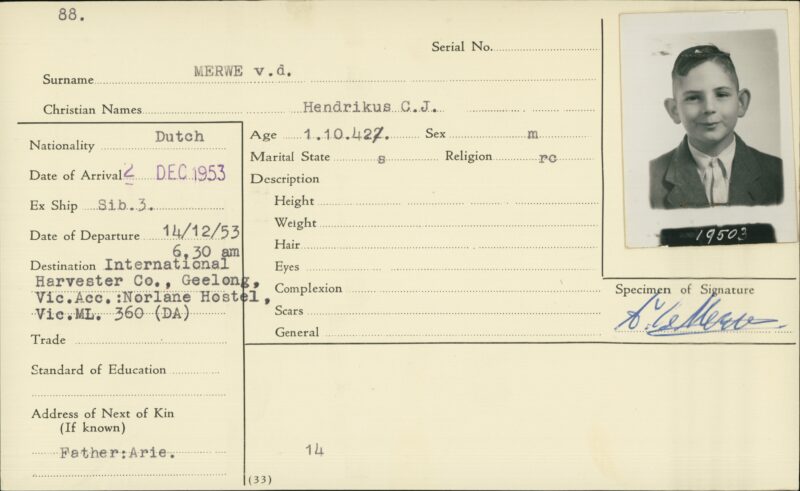 88.
Serial No.
Surname MERWE v.d.
Christian Names Hendrikus C.J.
Nationality Dutch
Date of Arrival 2 DEC 1953
Ex Ship Sib.3.
Date of Departure 14/12/53
6,30 am
Destination International
Harvester Co., Geelong,
Vic.Acc.:Norlane Hostel,
Vic.ML. 360 (DA)
Trade
Standard of Education
Address of Next of Kin
(If known)
Father:Arie.
Age 1.10.42 Sex m
Marital State s Religion rc
Description
Height
Weight
Hair
Eyes
Complexion
Scars
General
14
(33)
19503
Specimen of Signature